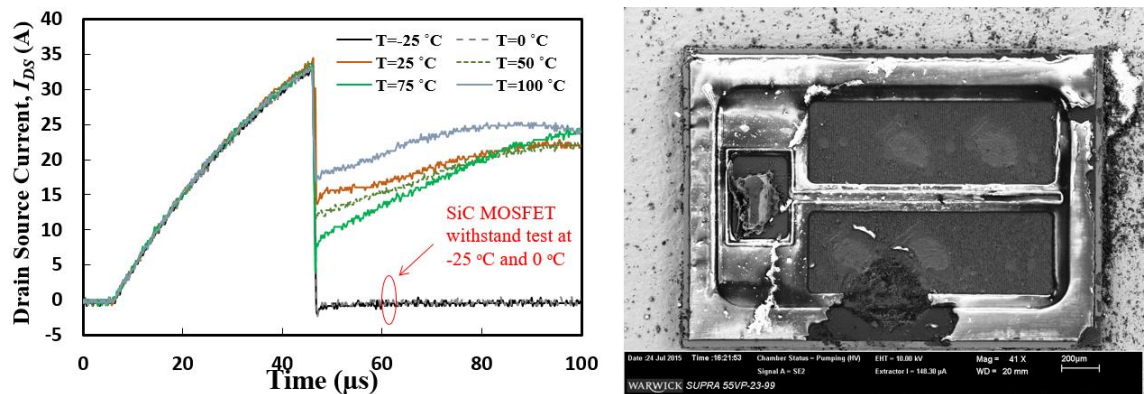 Drain Source Current, I_DS (A)
40
35
30
25
20
15
10
5
0
-5
T=-25 ˚C
T=0 ˚C
T=25 ˚C
T=50 ˚C
T=75 ˚C
T=100 ˚C
SiC MOSFET
withstand test at
-25 ºC and 0 ºC
0
20
40
60
80
100
Time (µs)
Date :24 Jul 2015 Time :16:21:53 Chamber Status = Pumping (HV) EHT = 10.00 kV Mag = 41 X 200µm
Signal A = SE2 Extractor I = 148.30 µA WD = 20 mm
WARWICK SUPRA 55VP-23-99